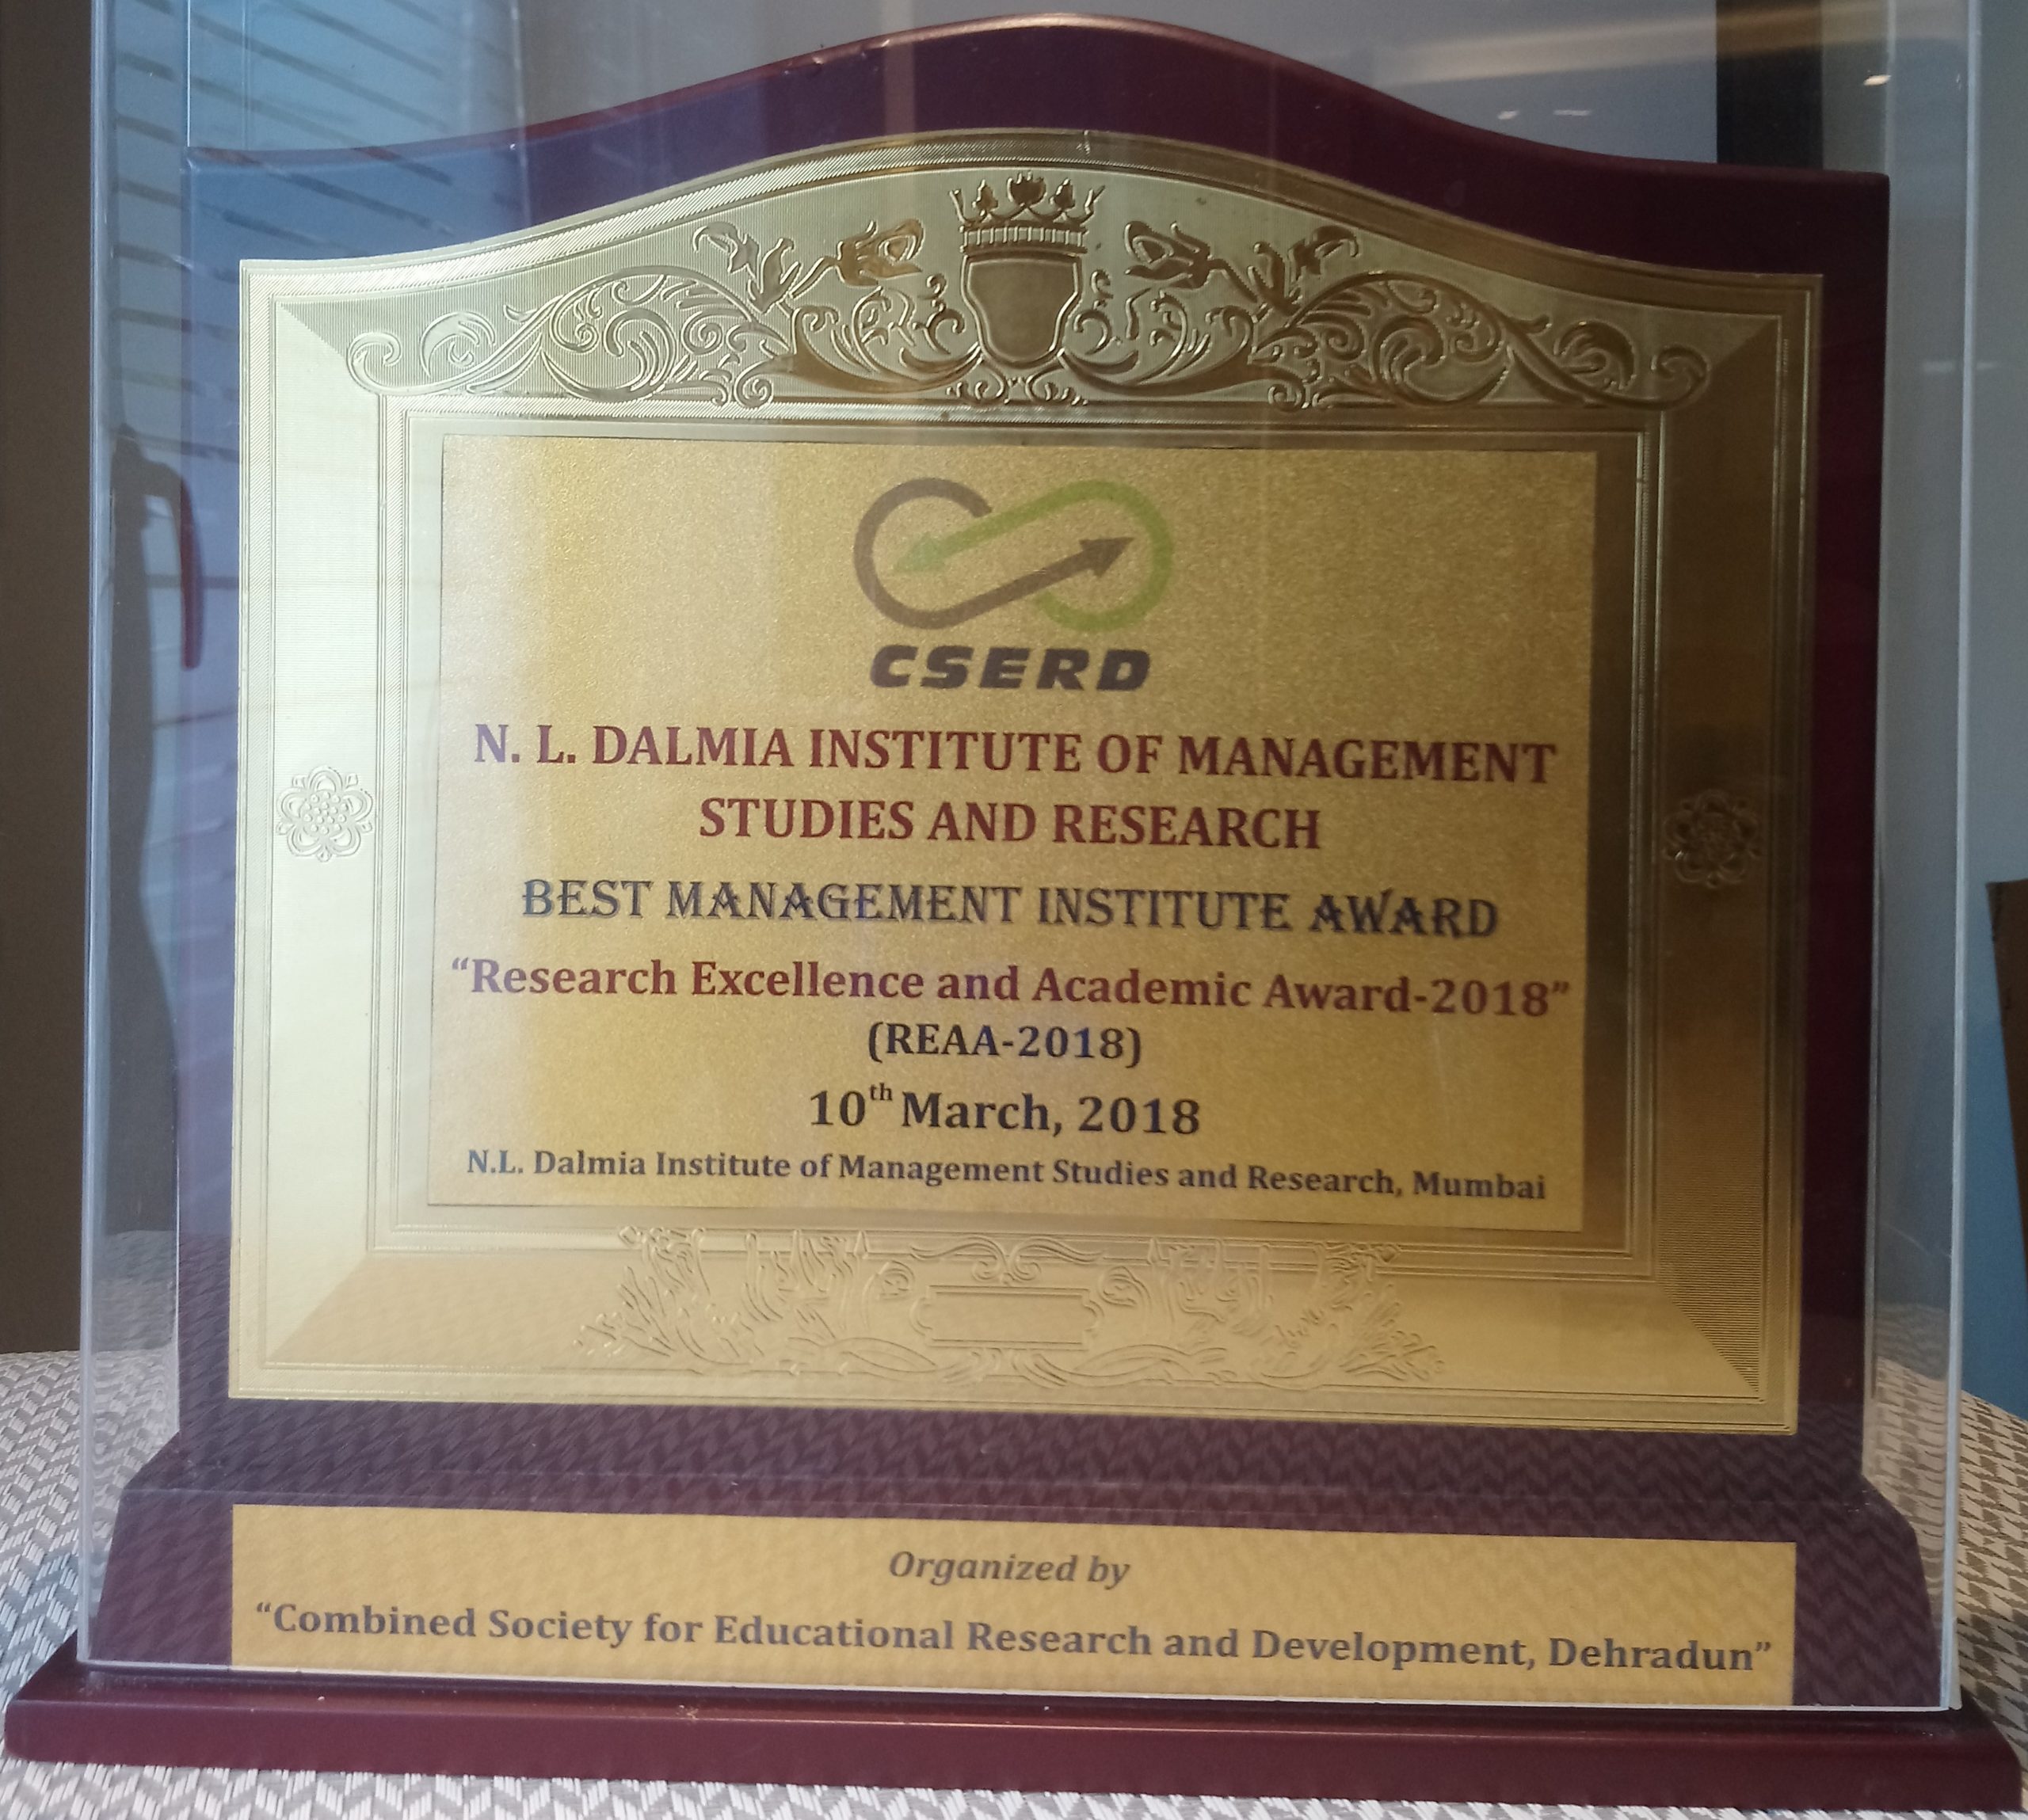 CSERD
N. L. DALMIA INSTITUTE OF MANAGEMENT
STUDIES AND RESEARCH
BEST MANAGEMENT INSTITUTE AWARD
“Research Excellence and Academic Award-2018”
(REAA-2018)
10th March, 2018
N.L. Dalmia Institute of Management Studies and Research, Mumbai
Organized by
“Combined Society for Educational Research and Development, Dehradun”